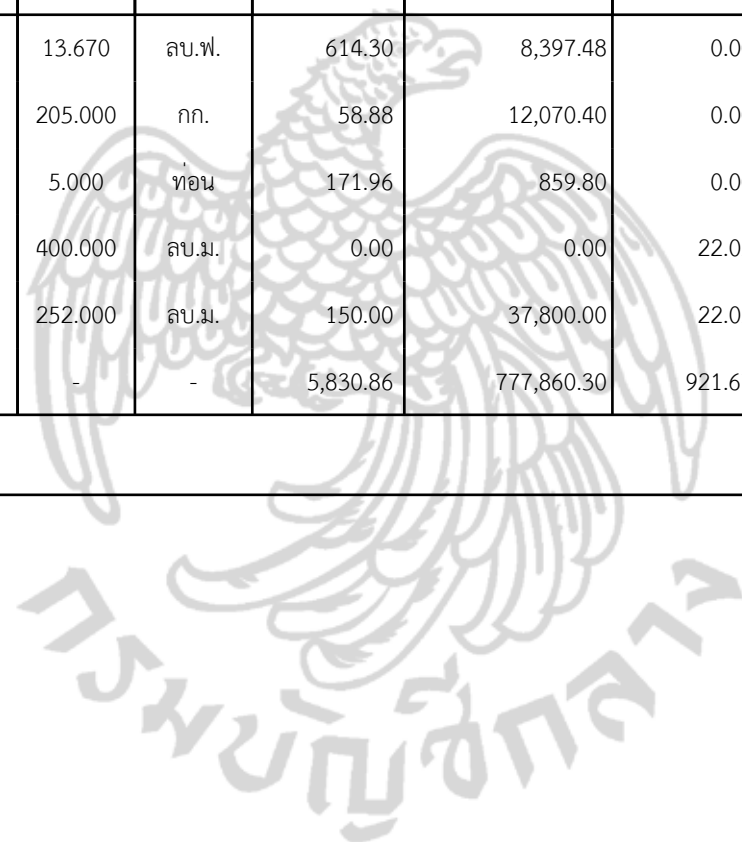 13.670 ลบ.ฟ. 614.30 8,397.48 0.0
205.000 กก. 58.88 12,070.40 0.0
5.000 ท่อน 171.96 859.80 0.0
400.000 ลบ.ม. 0.00 0.00 22.0
252.000 ลบ.ม. 150.00 37,800.00 22.0
- - 5,830.86 777,860.30 921.6
กรมบัญชีกลาง